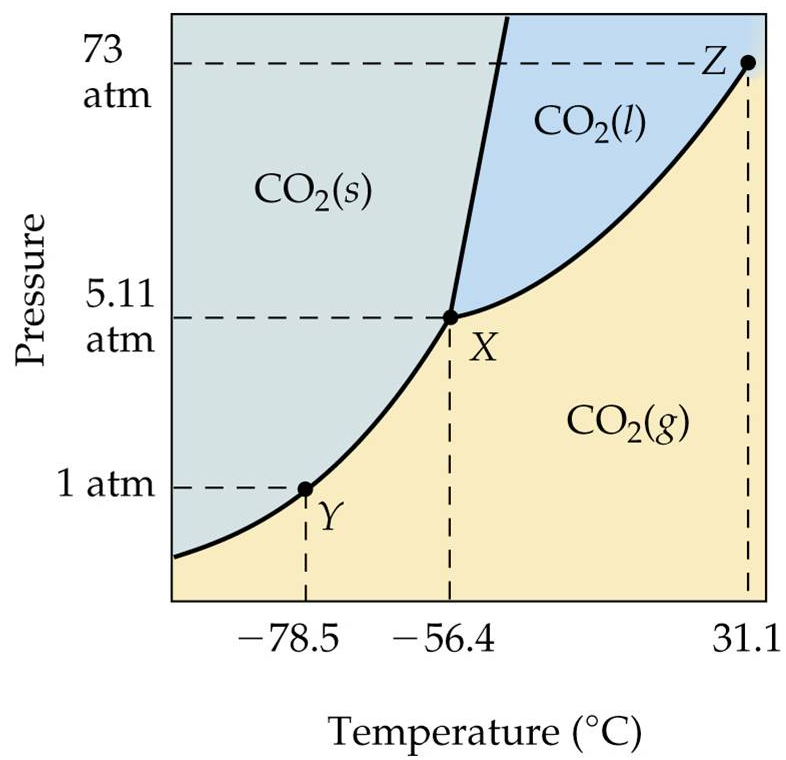 73
atm
Z
CO₂(l)
CO₂(s)
5.11
atm
X
CO₂(g)
1 atm
Y
−78.5
−56.4
31.1
Pressure
Temperature (°C)